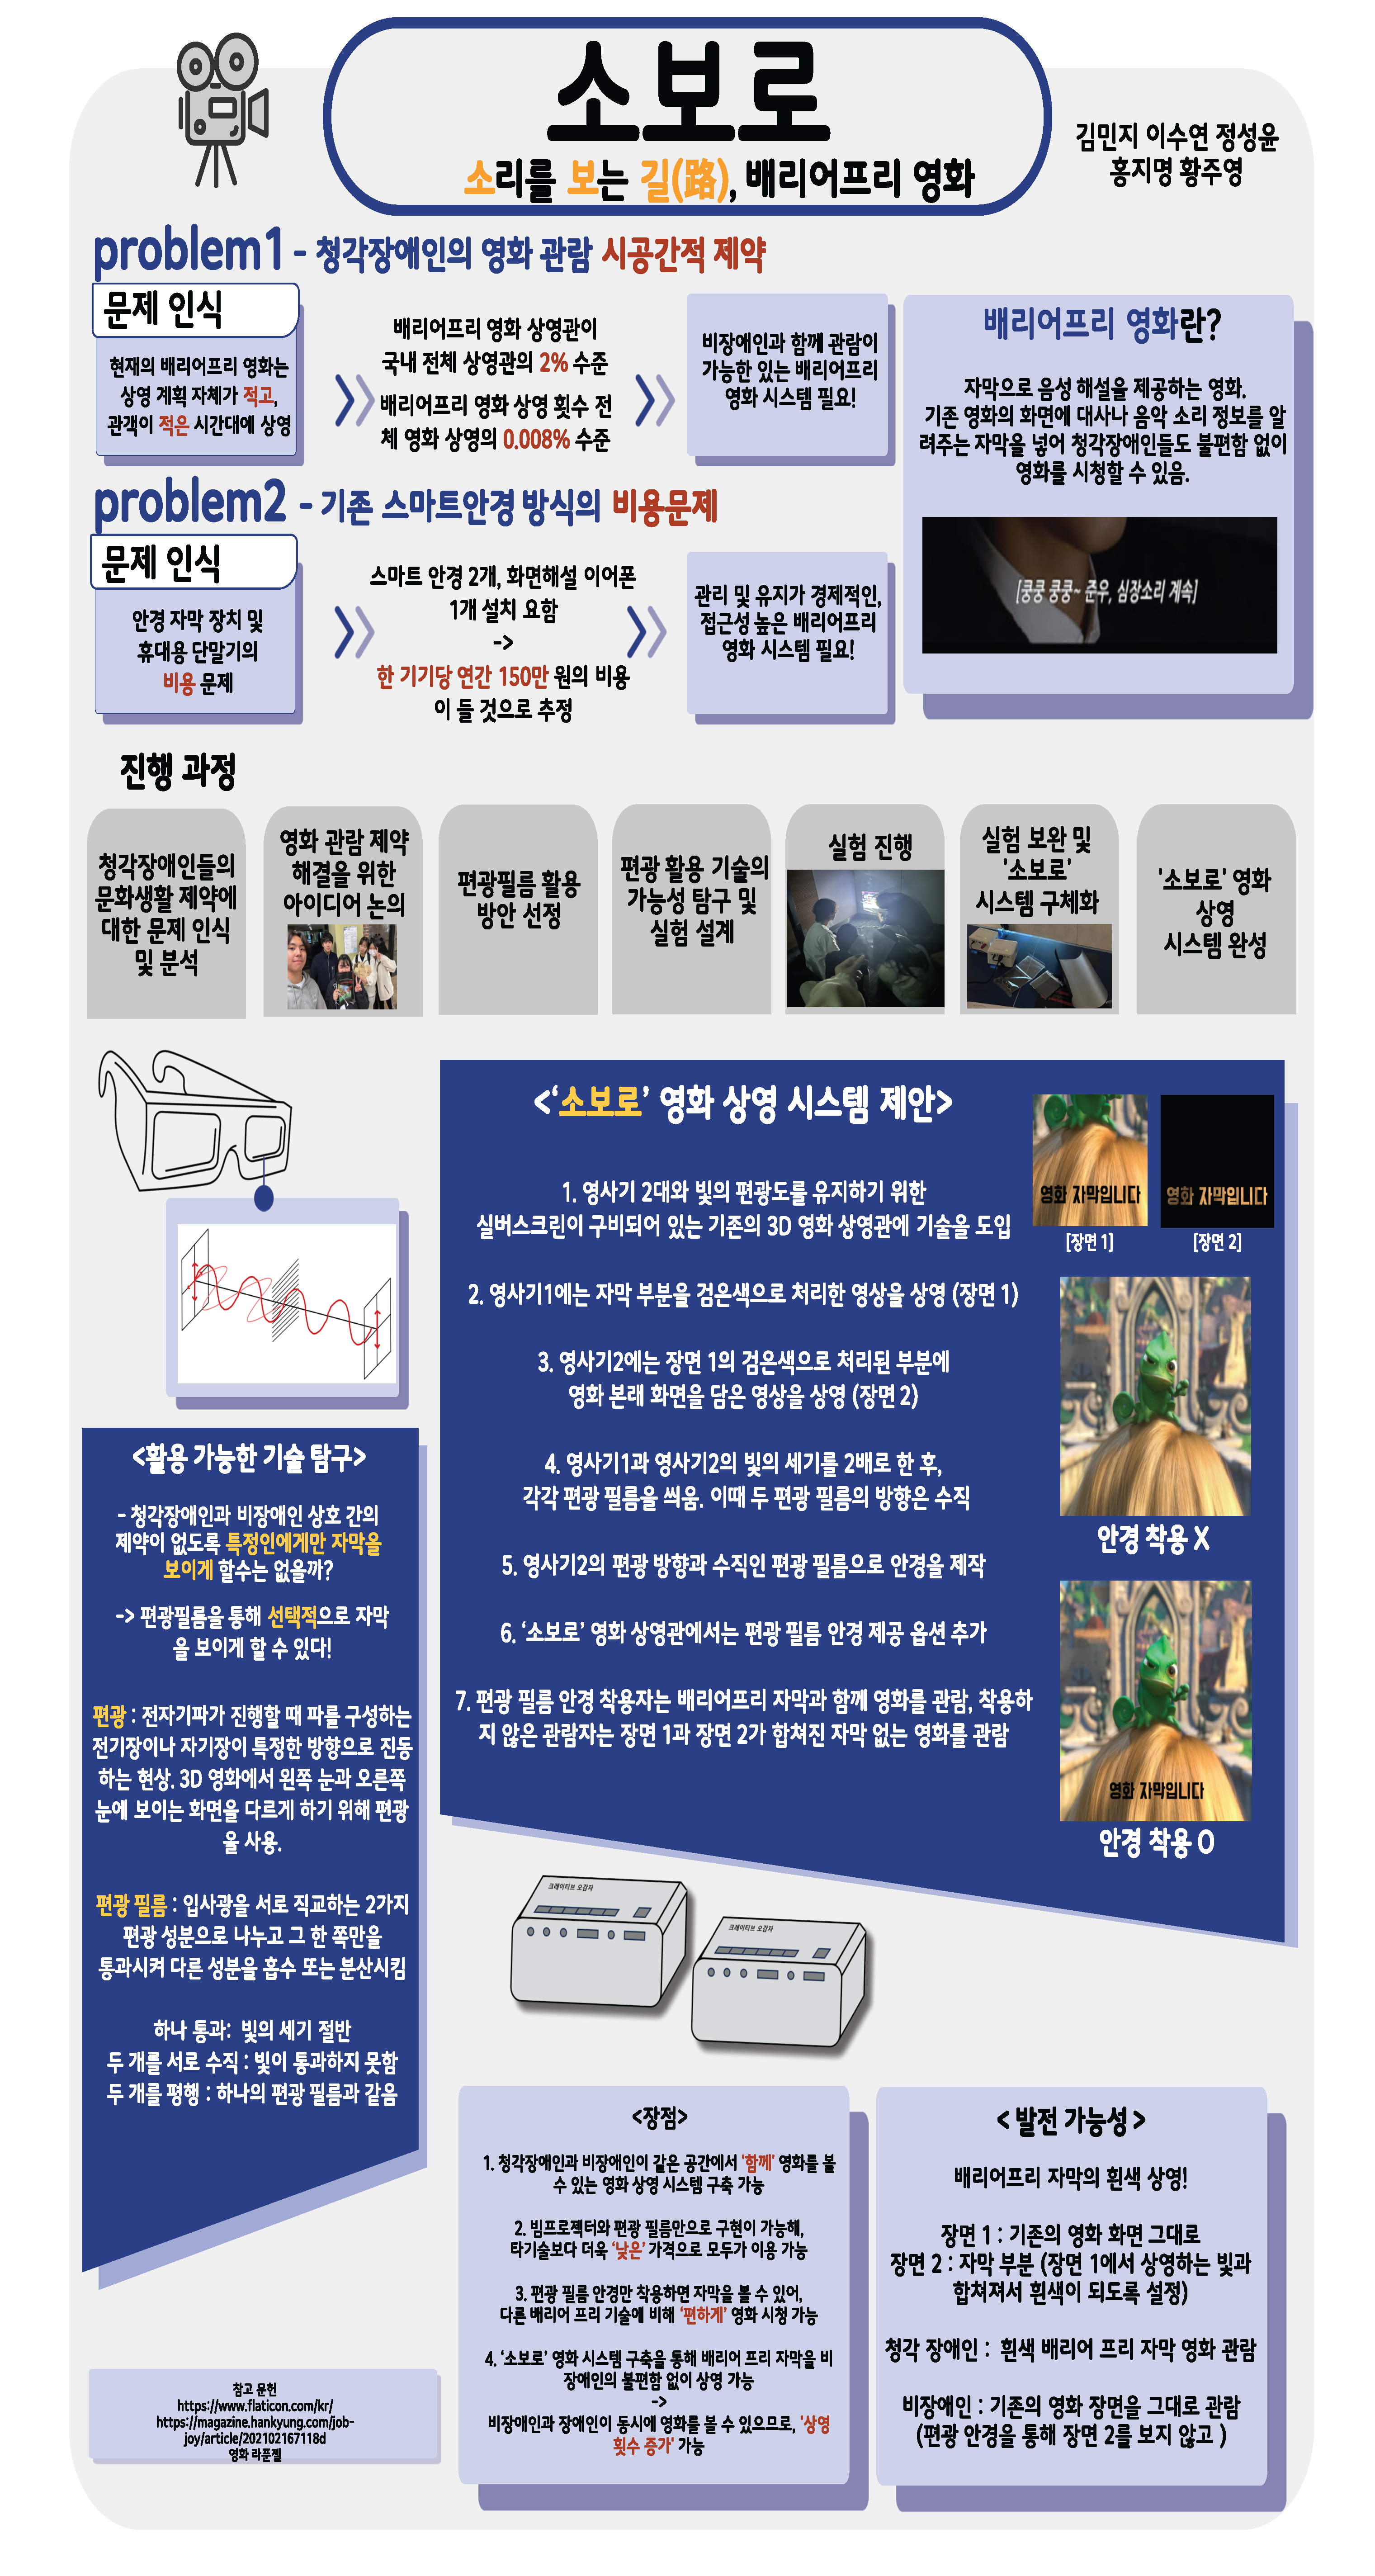 소보로
소리를 보는 길(路), 배리어프리 영화
김민지 이수연 정성윤
홍지명 황주영
problem1 - 청각장애인의 영화 관람 시공간적 제약
문제 인식
현재의 배리어프리 영화는
상영 계획 자체가 적고,
관객이 적은 시간대에 상영
배리어프리 영화 상영관이
국내 전체 상영관의 2% 수준
배리어프리 영화 상영 횟수 전
체 영화 상영의 0.008% 수준
비장애인과 함께 관람이
가능한 있는 배리어프리
영화 시스템 필요!
배리어프리 영화란?
자막으로 음성 해설을 제공하는 영화.
기존 영화의 화면에 대사나 음악 소리 정보를 알
려주는 자막을 넣어 청각장애인들도 불편함 없이
영화를 시청할 수 있음.
[쿵쿵 쿵쿵~ 준우, 심장소리 계속]
problem2 - 기존 스마트안경 방식의 비용문제
문제 인식
안경 자막 장치 및
휴대용 단말기의
비용 문제
스마트 안경 2개, 화면해설 이어폰
1개 설치 요함
->
한 기기당 연간 150만 원의 비용
이 들 것으로 추정
관리 및 유지가 경제적인,
접근성 높은 배리어프리
영화 시스템 필요!
진행 과정
청각장애인들의
문화생활 제약에
대한 문제 인식
및 분석
영화 관람 제약
해결을 위한
아이디어 논의
편광필름 활용
방안 선정
편광 활용 기술의
가능성 탐구 및
실험 설계
실험 진행
실험 보완 및
'소보로'
시스템 구체화
'소보로' 영화
상영
시스템 완성
<활용 가능한 기술 탐구>
- 청각장애인과 비장애인 상호 간의
제약이 없도록 특정인에게만 자막을
보이게 할수는 없을까?
-> 편광필름을 통해 선택적으로 자막
을 보이게 할 수 있다!
편광 : 전자기파가 진행할 때 파를 구성하는
전기장이나 자기장이 특정한 방향으로 진동
하는 현상. 3D 영화에서 왼쪽 눈과 오른쪽
눈에 보이는 화면을 다르게 하기 위해 편광
을 사용.
편광 필름 : 입사광을 서로 직교하는 2가지
편광 성분으로 나누고 그 한 쪽만을
통과시켜 다른 성분을 흡수 또는 분산시킴
하나 통과: 빛의 세기 절반
두 개를 서로 수직 : 빛이 통과하지 못함
두 개를 평행 : 하나의 편광 필름과 같음
<'소보로' 영화 상영 시스템 제안>
1. 영사기 2대와 빛의 편광도를 유지하기 위한
실버스크린이 구비되어 있는 기존의 3D 영화 상영관에 기술을 도입
2. 영사기1에는 자막 부분을 검은색으로 처리한 영상을 상영 (장면 1)
3. 영사기2에는 장면 1의 검은색으로 처리된 부분에
영화 본래 화면을 담은 영상을 상영 (장면 2)
4. 영사기1과 영사기2의 빛의 세기를 2배로 한 후,
각각 편광 필름을 씌움. 이때 두 편광 필름의 방향은 수직
5. 영사기2의 편광 방향과 수직인 편광 필름으로 안경을 제작
6. '소보로' 영화 상영관에서는 편광 필름 안경 제공 옵션 추가
7. 편광 필름 안경 착용자는 배리어프리 자막과 함께 영화를 관람, 착용하
지 않은 관람자는 장면 1과 장면 2가 합쳐진 자막 없는 영화를 관람
영화 자막입니다
영화 자막입니다
[장면 1]
[장면 2]
안경 착용 X
영화 자막입니다
안경 착용 O
크레이티브 오감자
크레이티브 오감자
<장점>
1. 청각장애인과 비장애인이 같은 공간에서 '함께' 영화를 볼
수 있는 영화 상영 시스템 구축 가능
2. 빔프로젝터와 편광 필름만으로 구현이 가능해,
타기술보다 더욱 '낮은' 가격으로 모두가 이용 가능
3. 편광 필름 안경만 착용하면 자막을 볼 수 있어,
다른 배리어 프리 기술에 비해 '편하게' 영화 시청 가능
4. '소보로' 영화 시스템 구축을 통해 배리어 프리 자막을 비
장애인의 불편함 없이 상영 가능
->
비장애인과 장애인이 동시에 영화를 볼 수 있으므로, '상영
횟수 증가' 가능
< 발전 가능성 >
배리어프리 자막의 흰색 상영!
장면 1 : 기존의 영화 화면 그대로
장면 2 : 자막 부분 (장면 1에서 상영하는 빛과
합쳐져서 흰색이 되도록 설정)
청각 장애인 : 흰색 배리어 프리 자막 영화 관람
비장애인 : 기존의 영화 장면을 그대로 관람
(편광 안경을 통해 장면 2를 보지 않고 )
참고 문헌
https://www.flaticon.com/kr/
https://magazine.hankyung.com/job-
joy/article/202102167118d
영화 라푼젤